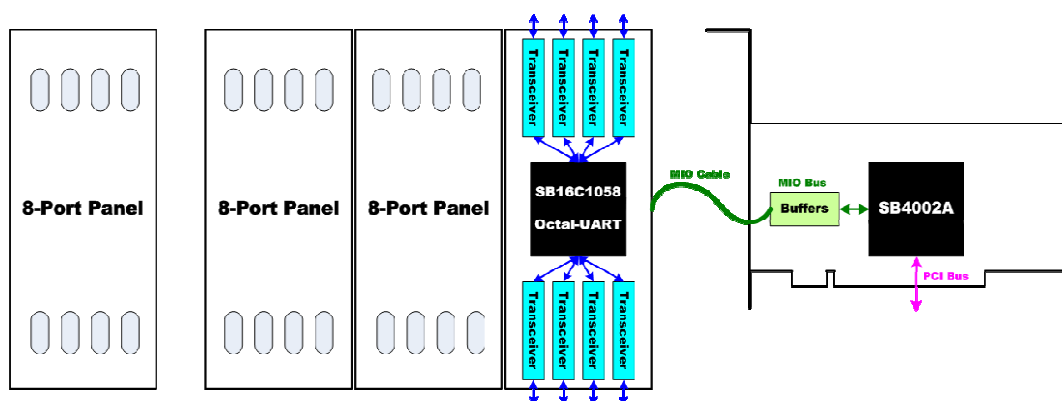 Transceiver
Transceiver
Transceiver
Transceiver
8-Port Panel
8-Port Panel
8-Port Panel
SB16C1058
Octal-UART
MIO Cable
MIO Bus
Buffers
SB4002A
PCI Bus
Transceiver
Transceiver
Transceiver
Transceiver